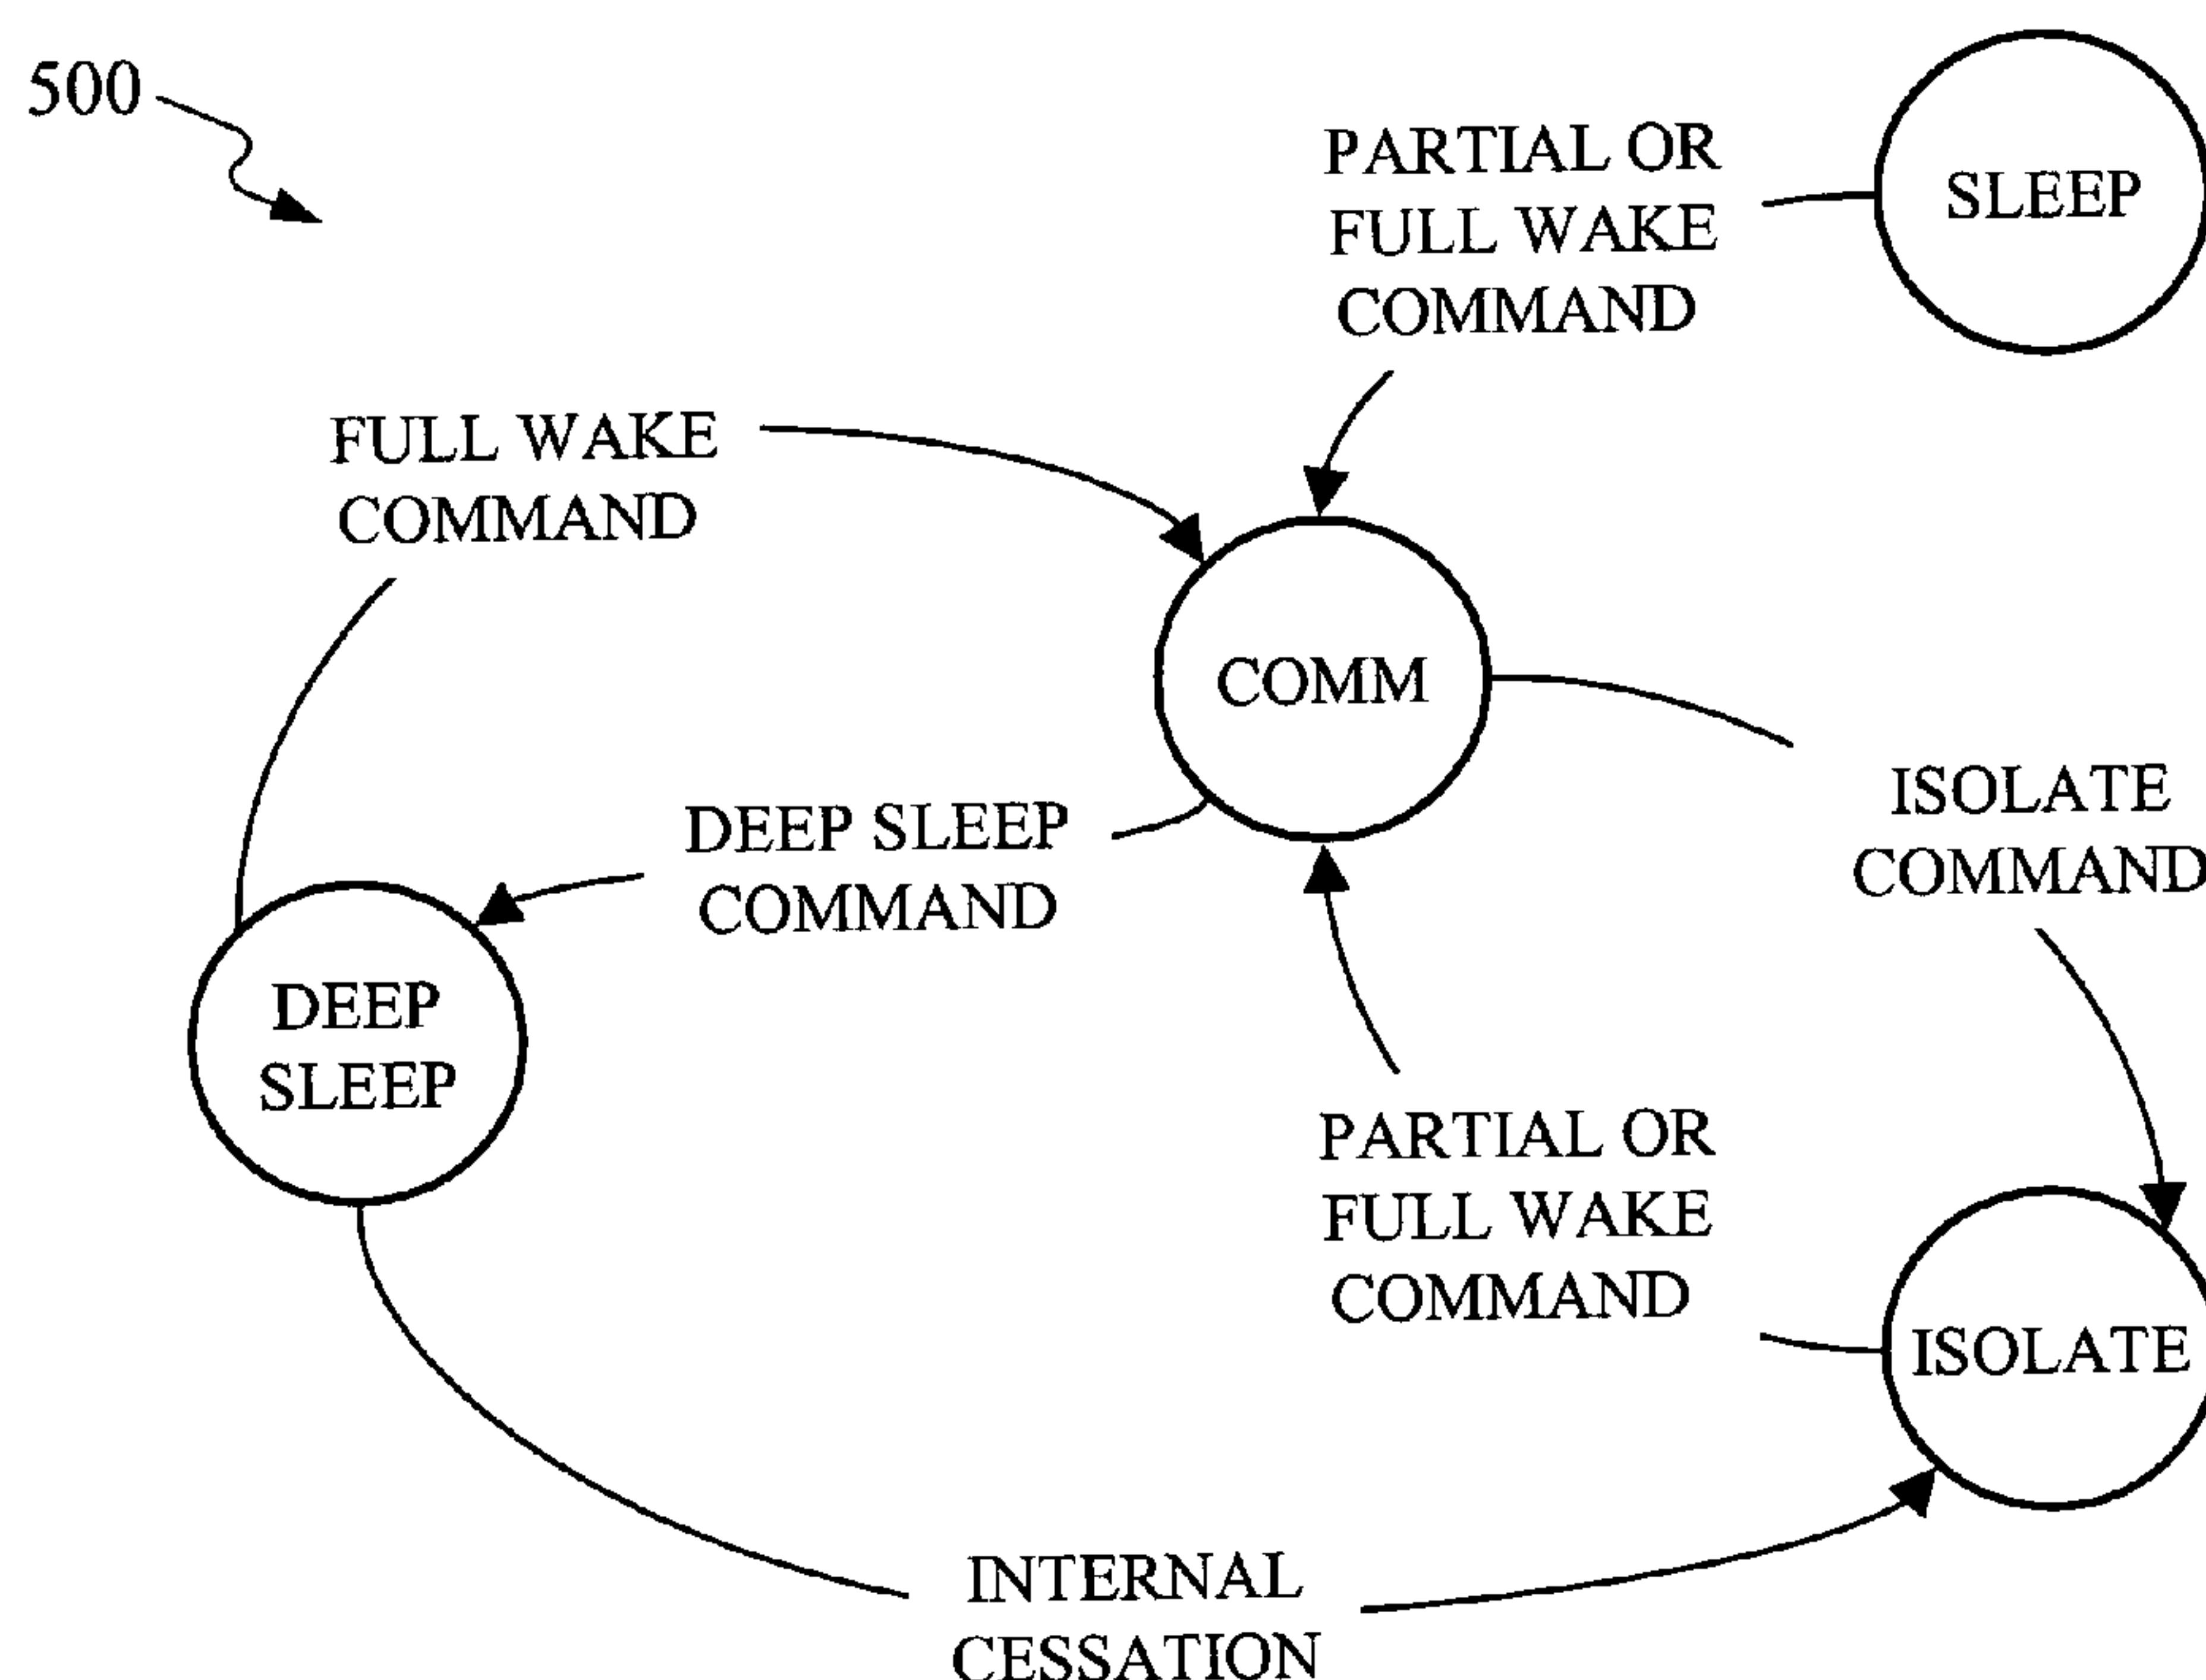 500
PARTIAL OR
FULL WAKE
COMMAND
SLEEP
FULL WAKE
COMMAND
COMM
ISOLATE
COMMAND
DEEP SLEEP
COMMAND
DEEP
SLEEP
PARTIAL OR
FULL WAKE
COMMAND
ISOLATE
INTERNAL
CESSATION